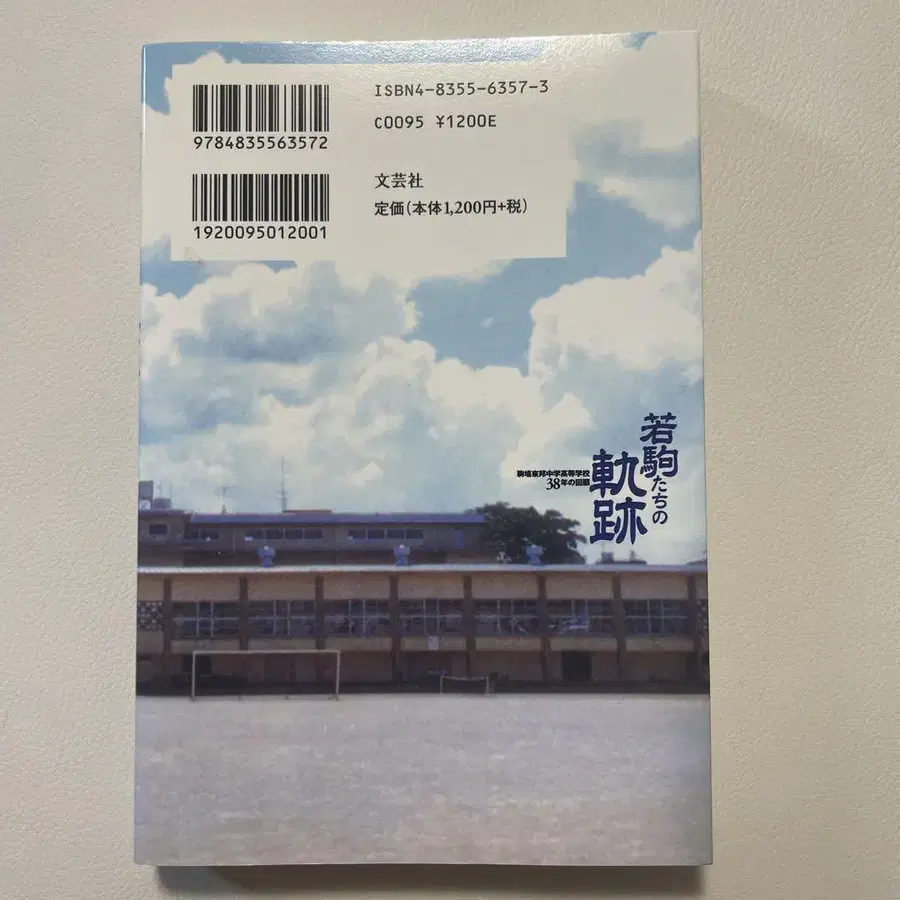 ISBN4-8355-6357-3
C0095 ¥1200E
9784835563572
文芸社
定価(本体1,200円+税)
1920095012001
若駒たちの
軌跡
駒場東邦中学高等学校
38年の回顧